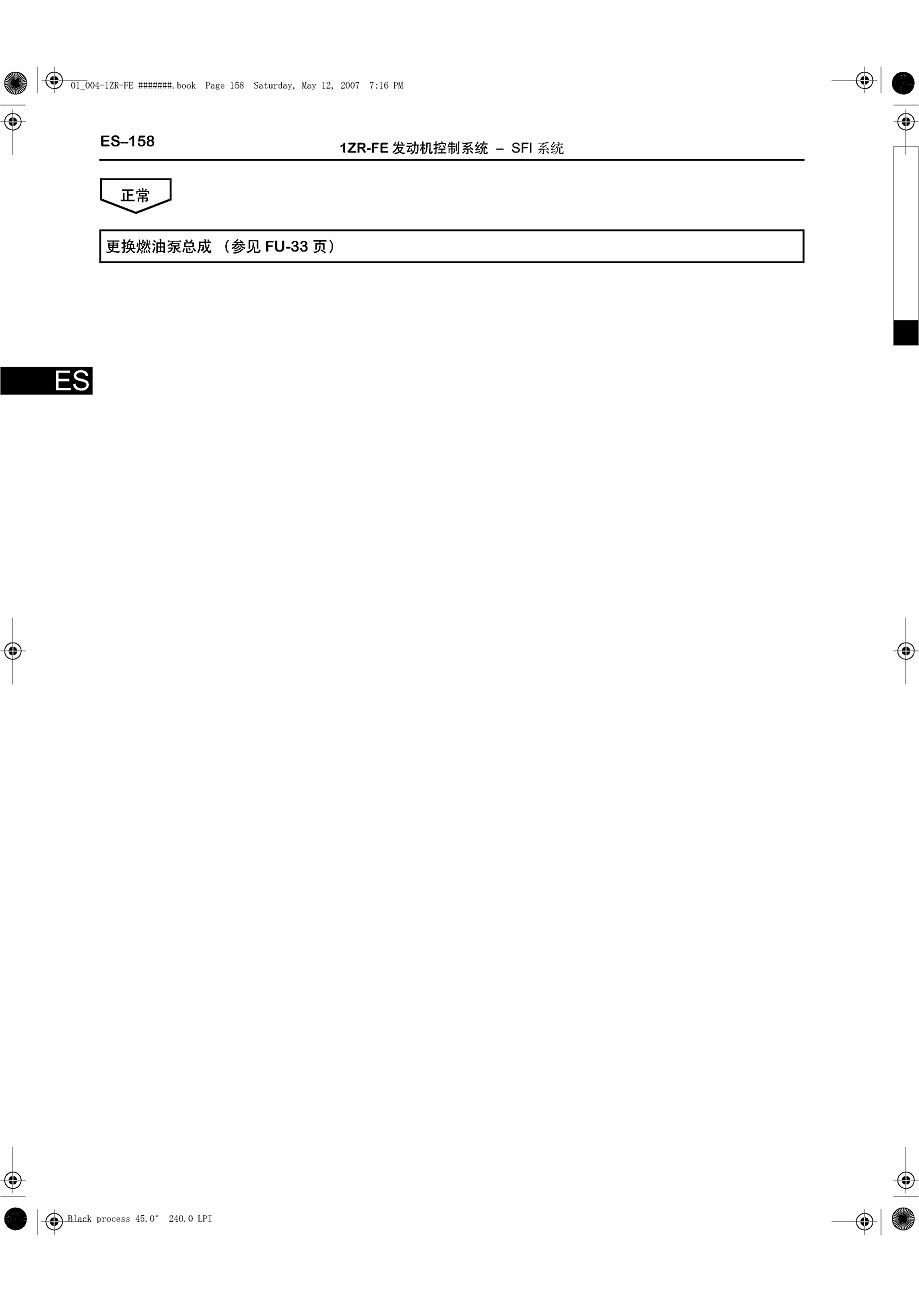 01_004-1ZR-FE #######.book Page 158 Saturday, May 12, 2007 7:16 PM
ES–158
1ZR-FE 发动机控制系统 – SFI 系统
正常
更换燃油泵总成 （参见 FU-33 页）
ES
Black process 45.0° 240.0 LPI